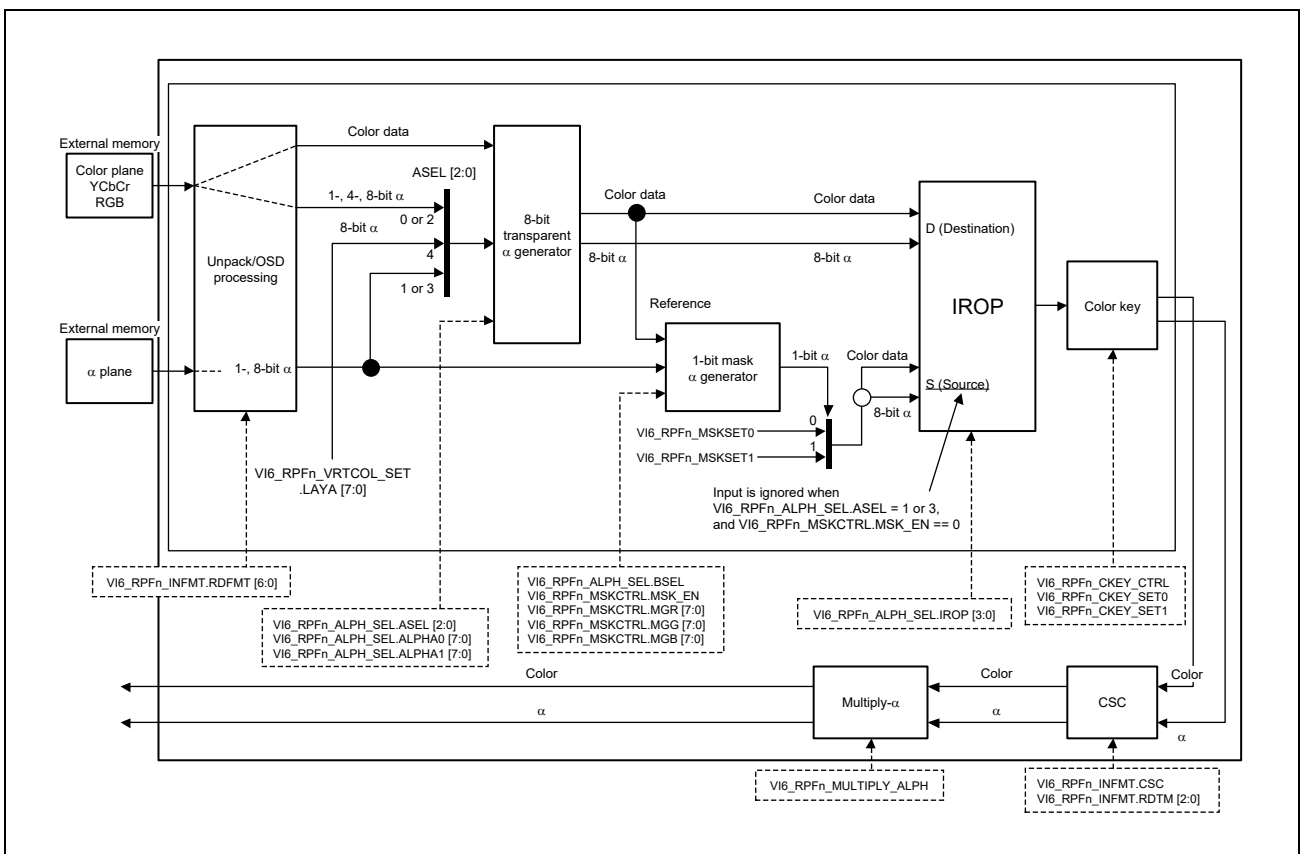 External memory
Color plane
YCbCr
RGB
External memory
α plane
Unpack/OSD
processing
1-, 8-bit α
Color data
ASEL [2:0]
1-, 4-, 8-bit α
0 or 2
8-bit α
4
1 or 3
8-bit
transparent
α generator
Color data
8-bit α
Color data
8-bit α
Reference
1-bit mask
α generator
1-bit α
0
1
VI6_RPFn_MSKSET0
VI6_RPFn_MSKSET1
Color data
8-bit α
D (Destination)
IROP
S (Source)
Color key
VI6_RPFn_VRTCOL_SET
.LAYA [7:0]
Input is ignored when
VI6_RPFn_ALPH_SEL.ASEL = 1 or 3,
and VI6_RPFn_MSKCTRL.MSK_EN == 0
VI6_RPFn_INFMT.RDFMT [6:0]
VI6_RPFn_ALPH_SEL.ASEL [2:0]
VI6_RPFn_ALPH_SEL.ALPHA0 [7:0]
VI6_RPFn_ALPH_SEL.ALPHA1 [7:0]
VI6_RPFn_ALPH_SEL.BSEL
VI6_RPFn_MSKCTRL.MSK_EN
VI6_RPFn_MSKCTRL.MGR [7:0]
VI6_RPFn_MSKCTRL.MGG [7:0]
VI6_RPFn_MSKCTRL.MGB [7:0]
VI6_RPFn_ALPH_SEL.IROP [3:0]
VI6_RPFn_CKEY_CTRL
VI6_RPFn_CKEY_SET0
VI6_RPFn_CKEY_SET1
Color
α
Multiply-α
Color
α
CSC
Color
α
VI6_RPFn_MULTIPLY_ALPH
VI6_RPFn_INFMT.CSC
VI6_RPFn_INFMT.RDTM [2:0]